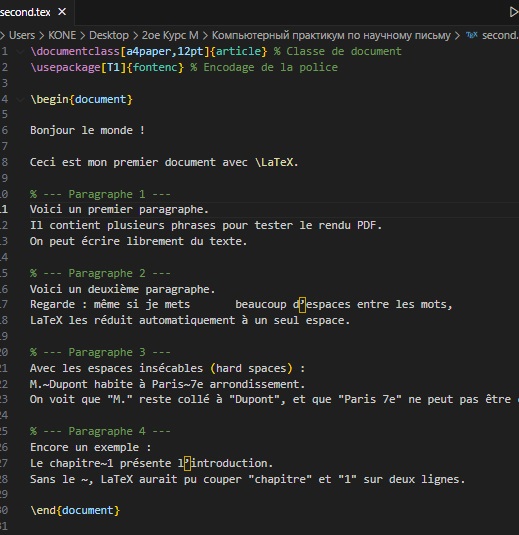 second.tex ×
> Users > KONE > Desktop > 2ое Курс М > Компьютерный практикум по научному письму > TEX second.
1 \documentclass[a4paper,12pt]{article} % Classe de document
2 \usepackage[T1]{fontenc} % Encodage de la police
3
4 \begin{document}
5
6 Bonjour le monde !
7
8 Ceci est mon premier document avec \LaTeX.
9
10 % --- Paragraphe 1 ---
11 Voici un premier paragraphe.
12 Il contient plusieurs phrases pour tester le rendu PDF.
13 On peut écrire librement du texte.
14
15 % --- Paragraphe 2 ---
16 Voici un deuxième paragraphe.
17 Regarde : même si je mets       beaucoup d’espaces entre les mots,
18 LaTeX les réduit automatiquement à un seul espace.
19
20 % --- Paragraphe 3 ---
21 Avec les espaces insécables (hard spaces) :
22 M.~Dupont habite à Paris~7e arrondissement.
23 On voit que "M." reste collé à "Dupont", et que "Paris 7e" ne peut pas être
24
25 % --- Paragraphe 4 ---
26 Encore un exemple :
27 Le chapitre~1 présente l’introduction.
28 Sans le ~, LaTeX aurait pu couper "chapitre" et "1" sur deux lignes.
29
30 \end{document}
31